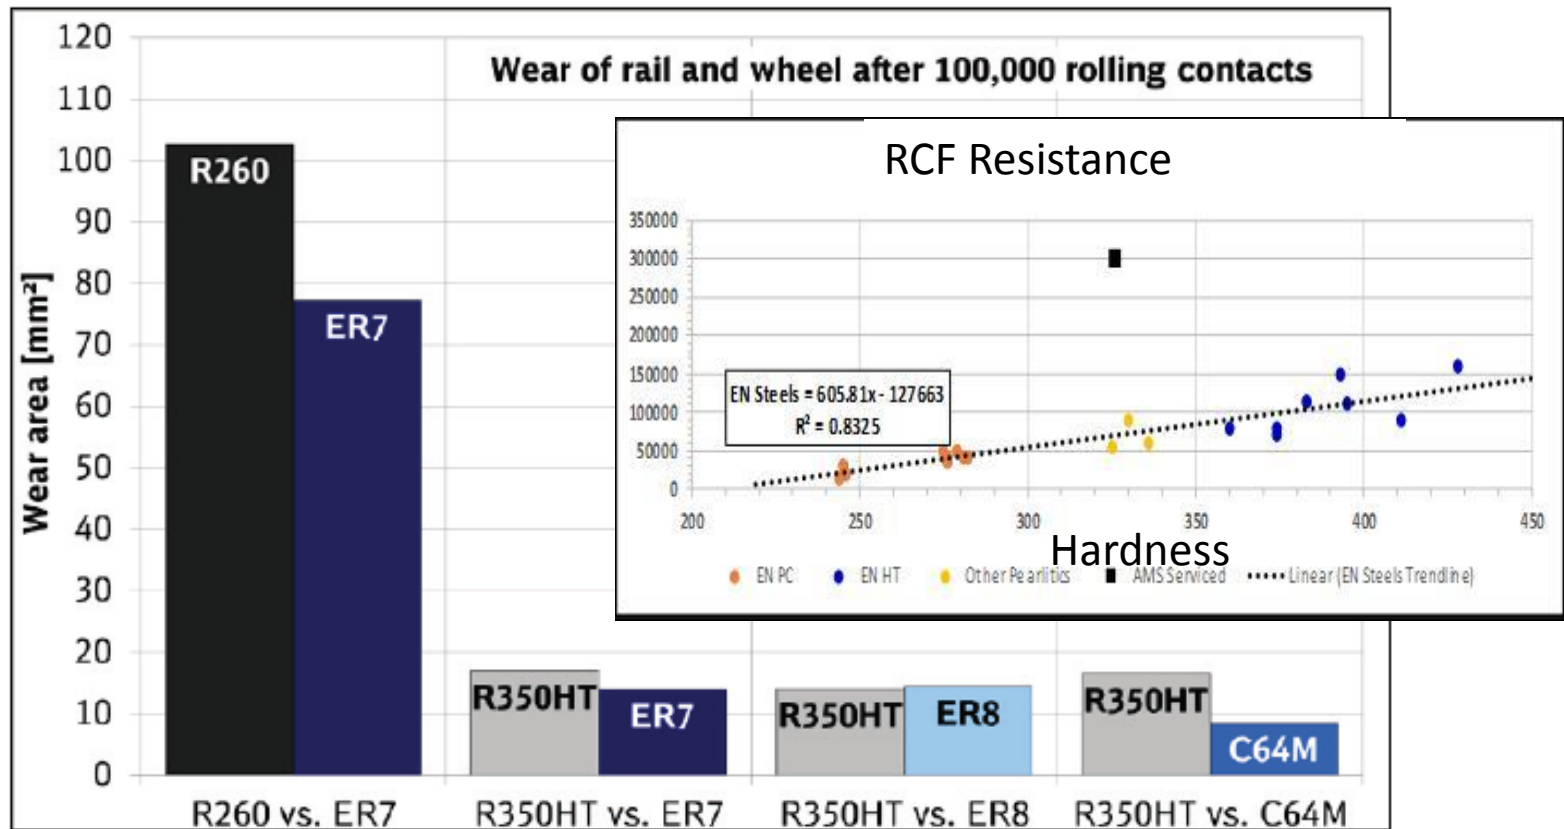 Wear of rail and wheel after 100,000 rolling contacts
Wear area [mm²]
120
110
100
90
80
70
60
50
40
30
20
10
0
R260
ER7
R350HT
ER7
R350HT
ER8
R350HT
C64M
R260 vs. ER7
R350HT vs. ER7
R350HT vs. ER8
R350HT vs. C64M
RCF Resistance
350000
300000
250000
200000
150000
100000
50000
0
EN Steels = 605.81x - 127663
R² = 0.8325
200 250 300 350 400 450
Hardness
EN PC EN HT Other Pearlitics AMS Serviced Linear (EN Steels Trendline)